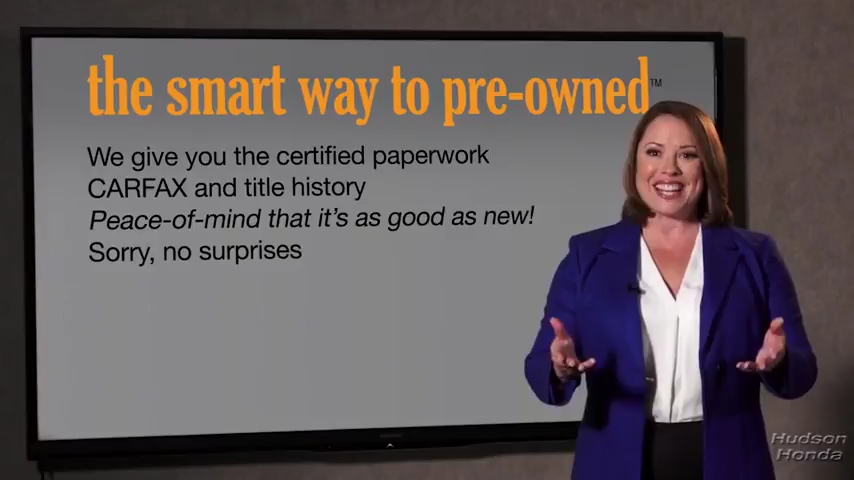 the smart way to pre-owned™
We give you the certified paperwork
CARFAX and title history
Peace-of-mind that it's as good as new!
Sorry, no surprises
Hudson
Honda